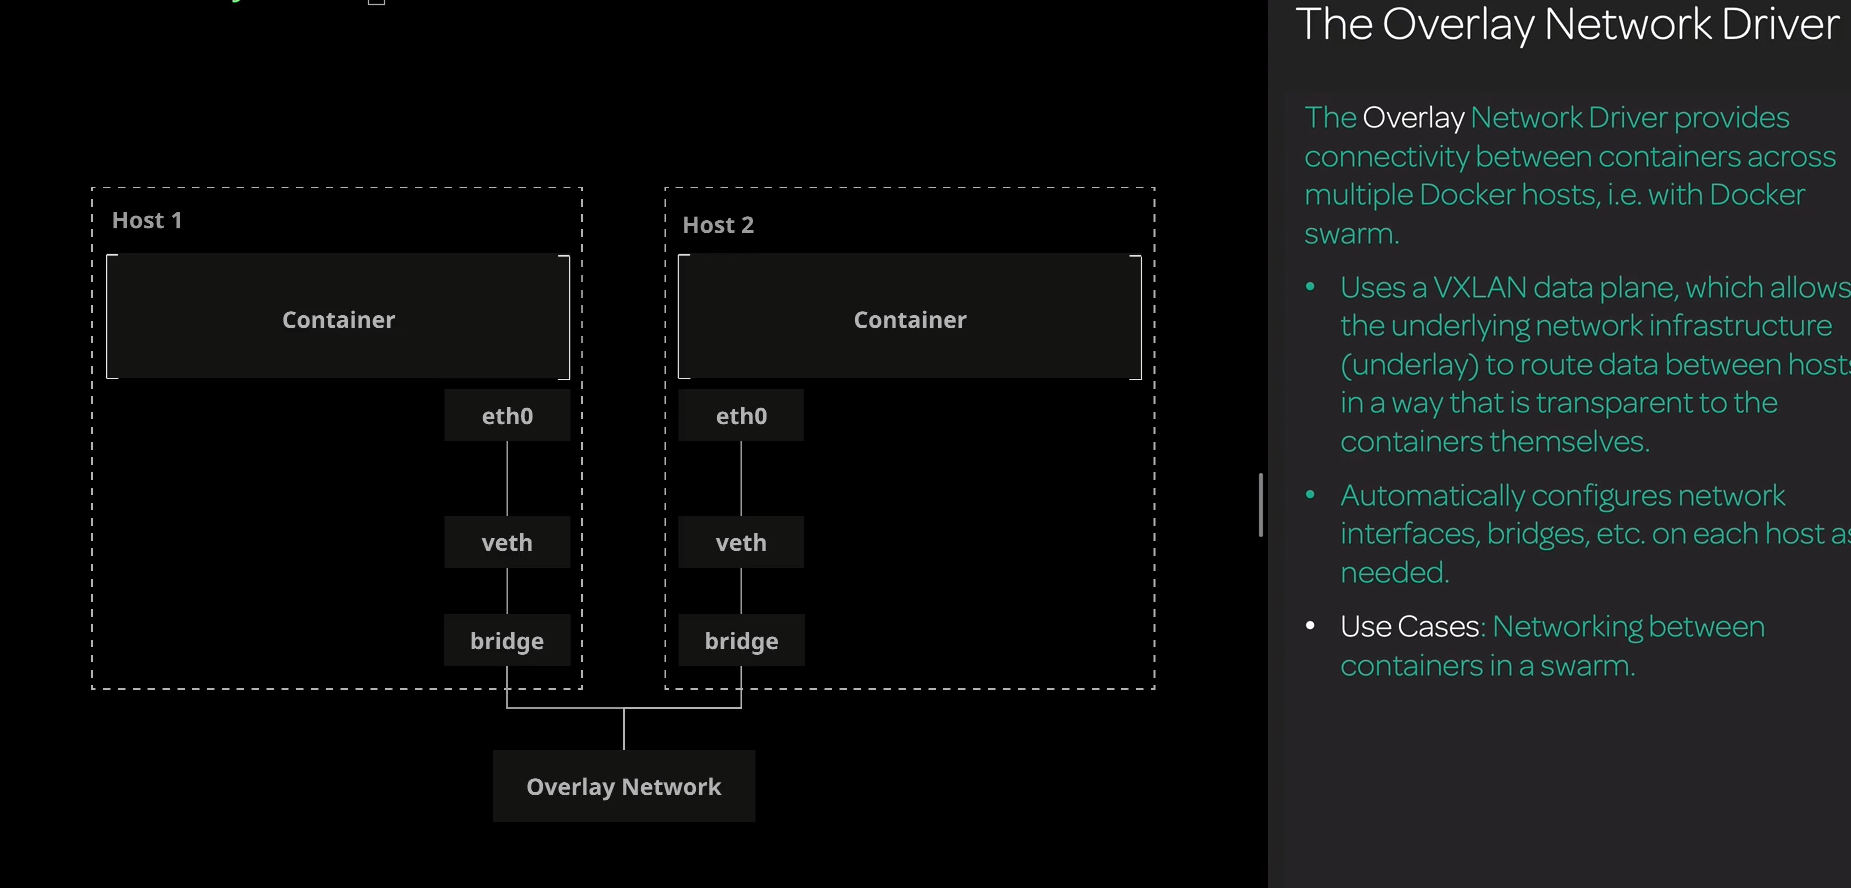 Host 1
Container
eth0
veth
bridge
Host 2
Container
eth0
veth
bridge
Overlay Network
The Overlay Network Driver
The Overlay Network Driver provides
connectivity between containers across
multiple Docker hosts, i.e. with Docker
swarm.
• Uses a VXLAN data plane, which allows
the underlying network infrastructure
(underlay) to route data between hosts
in a way that is transparent to the
containers themselves.
• Automatically configures network
interfaces, bridges, etc. on each host as
needed.
• Use Cases: Networking between
containers in a swarm.